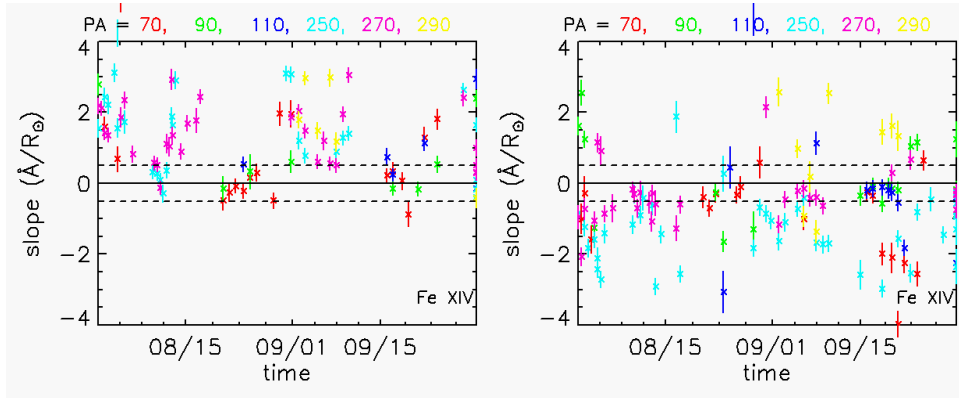 PA = 70, 90, 110, 250, 270, 290
4
2
0
−2
−4
slope (Å/R☉)
Fe XIV
08/15 09/01 09/15
time
PA = 70, 90, 110, 250, 270, 290
4
2
0
−2
−4
slope (Å/R☉)
Fe XIV
08/15 09/01 09/15
time